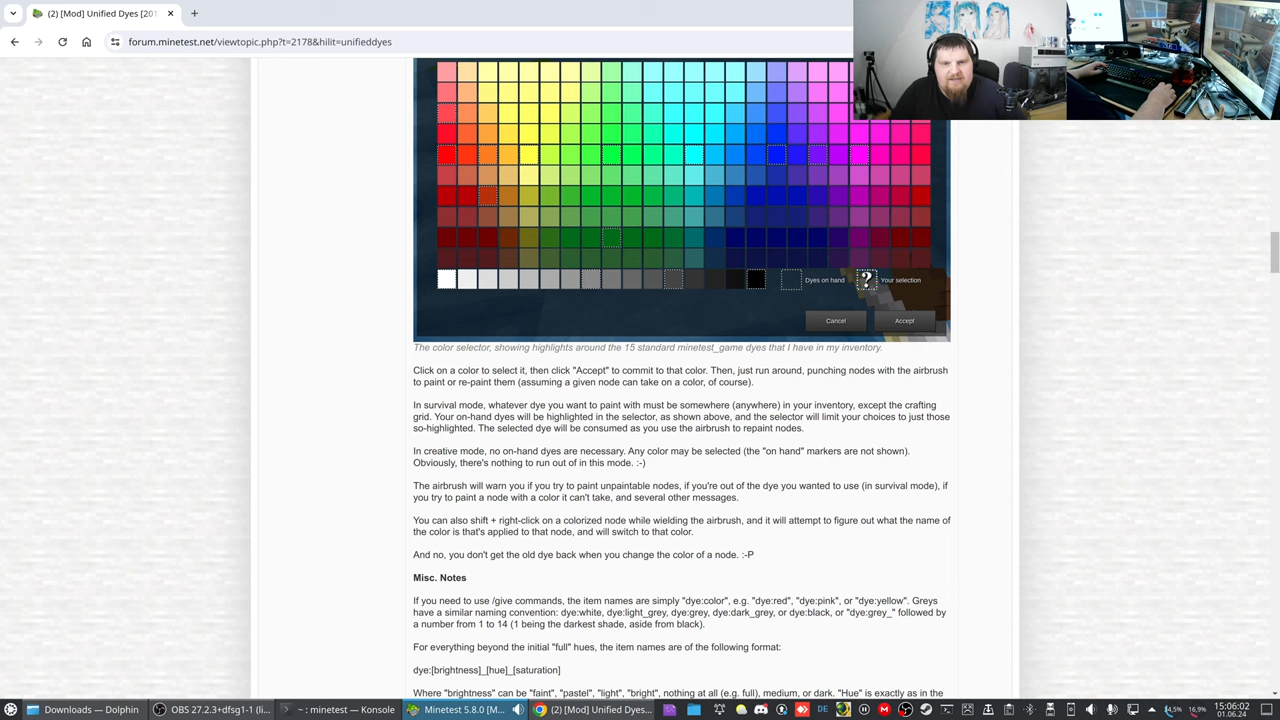 (2) [Mod] Unified Dyes [201
forum.minetest.net/viewtopic.php?t=2178&hilit=unifieddyes
?
Dyes on hand
Your selection
Cancel
Accept
The color selector, showing highlights around the 15 standard minetest_game dyes that I have in my inventory.
Click on a color to select it, then click "Accept" to commit to that color. Then, just run around, punching nodes with the airbrush
to paint or re-paint them (assuming a given node can take on a color, of course).
In survival mode, whatever dye you want to paint with must be somewhere (anywhere) in your inventory, except the crafting
grid. Your on-hand dyes will be highlighted in the selector, as shown above, and the selector will limit your choices to just those
so-highlighted. The selected dye will be consumed as you use the airbrush to repaint nodes.
In creative mode, no on-hand dyes are necessary. Any color may be selected (the "on hand" markers are not shown).
Obviously, there's nothing to run out of in this mode. :-)
The airbrush will warn you if you try to paint unpaintable nodes, if you're out of the dye you wanted to use (in survival mode), if
you try to paint a node with a color it can't take, and several other messages.
You can also shift + right-click on a colorized node while wielding the airbrush, and it will attempt to figure out what the name of
the color is that's applied to that node, and will switch to that color.
And no, you don't get the old dye back when you change the color of a node. :-P
Misc. Notes
If you need to use /give commands, the item names are simply "dye:color", e.g. "dye:red", "dye:pink", or "dye:yellow". Greys
have a similar naming convention: dye:white, dye:light_grey, dye:grey, dye:dark_grey, or dye:black, or "dye:grey_" followed by
a number from 1 to 14 (1 being the darkest shade, aside from black).
For everything beyond the initial "full" hues, the item names are of the following format:
dye:[brightness]_[hue]_[saturation]
Where "brightness" can be "faint", "pastel", "light", "bright", nothing at all (e.g. full), medium, or dark. "Hue" is exactly as in the
Downloads — Dolphin
OBS 27.2.3+dfsg1-1 (li...
~ : minetest — Konsole
Minetest 5.8.0 [M...
(2) [Mod] Unified Dyes...
DE
14,5%
16,9%
15:06:02
01.06.24